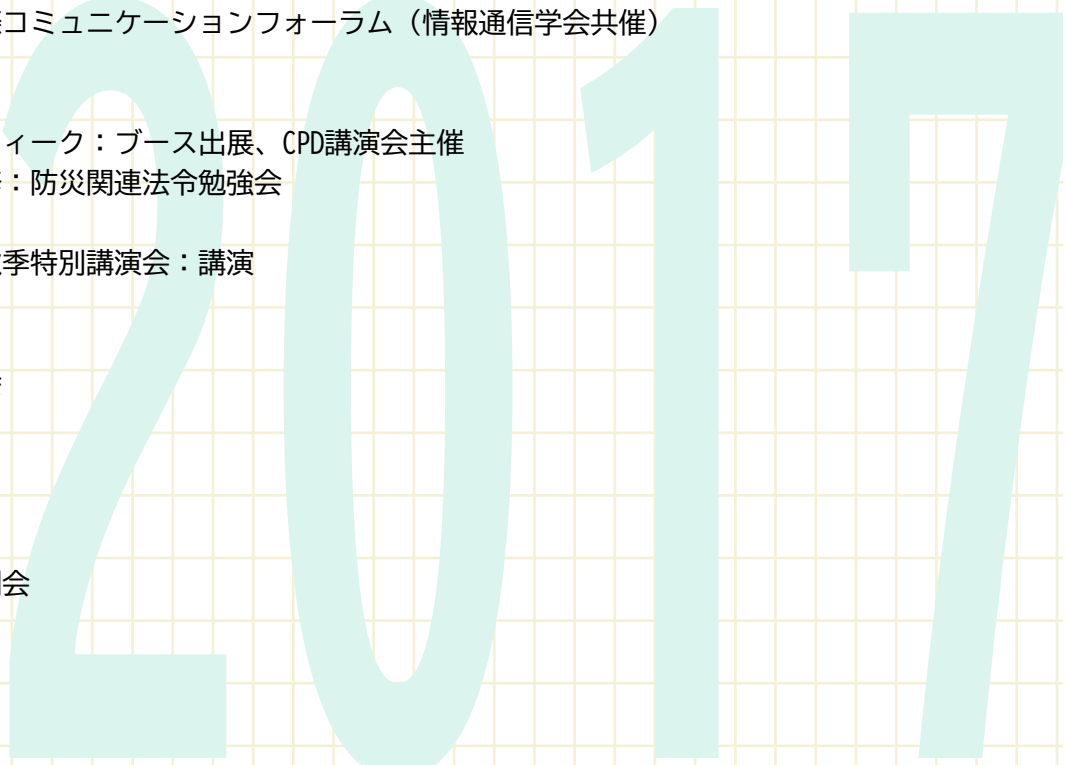 コミュニケーションフォーラム（情報通信学会共催）
ィーク：ブース出展、CPD講演会主催
：防災関連法令勉強会
季特別講演会：講演
会
2017